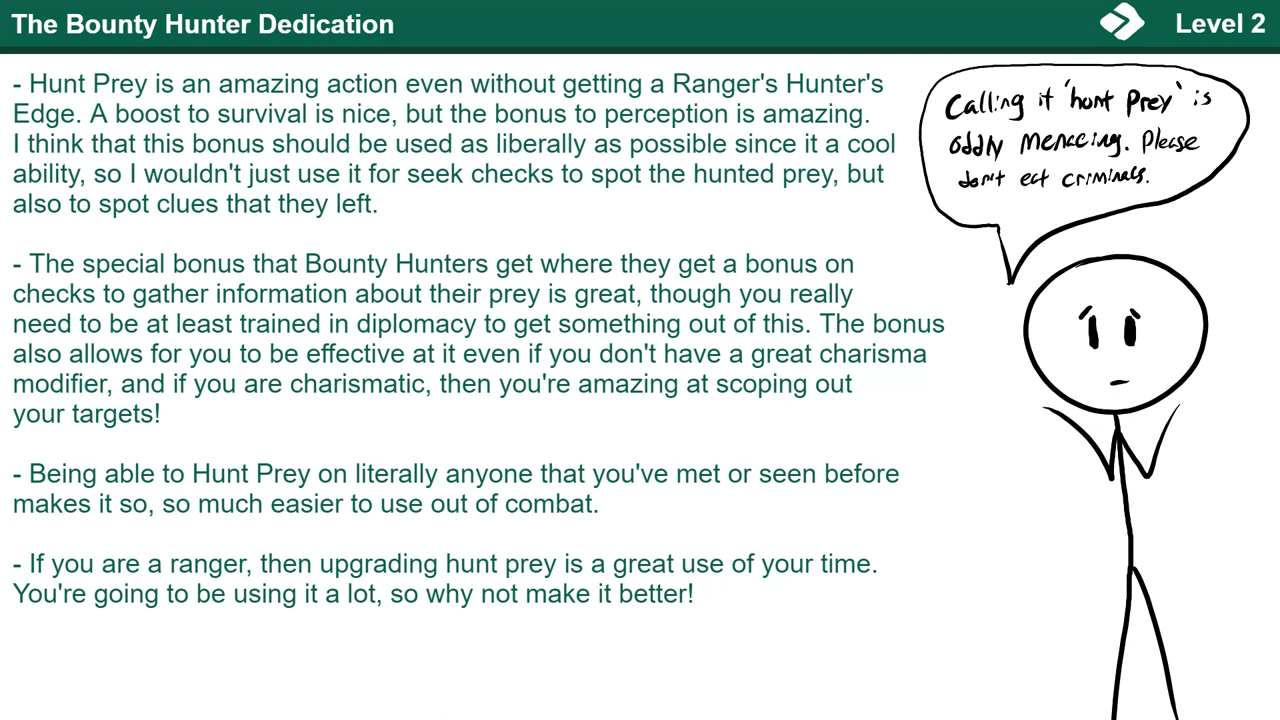 The Bounty Hunter Dedication
Level 2
- Hunt Prey is an amazing action even without getting a Ranger's Hunter's
Edge. A boost to survival is nice, but the bonus to perception is amazing.
I think that this bonus should be used as liberally as possible since it a cool
ability, so I wouldn't just use it for seek checks to spot the hunted prey, but
also to spot clues that they left.
- The special bonus that Bounty Hunters get where they get a bonus on
checks to gather information about their prey is great, though you really
need to be at least trained in diplomacy to get something out of this. The bonus
also allows for you to be effective at it even if you don't have a great charisma
modifier, and if you are charismatic, then you're amazing at scoping out
your targets!
- Being able to Hunt Prey on literally anyone that you've met or seen before
makes it so, so much easier to use out of combat.
- If you are a ranger, then upgrading hunt prey is a great use of your time.
You're going to be using it a lot, so why not make it better!
Calling it 'hunt prey' is
oddly menacing. Please
don't eat criminals.